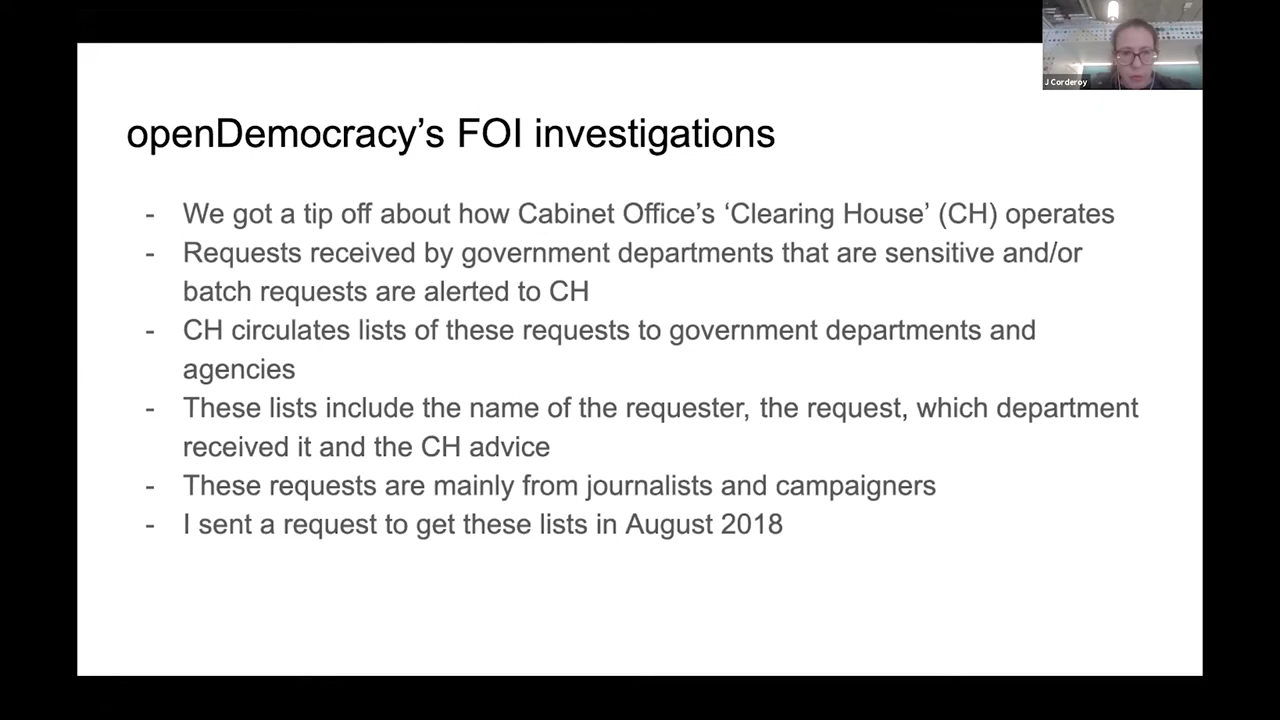 J Corderoy
openDemocracy’s FOI investigations
- We got a tip off about how Cabinet Office’s ‘Clearing House’ (CH) operates
- Requests received by government departments that are sensitive and/or
batch requests are alerted to CH
- CH circulates lists of these requests to government departments and
agencies
- These lists include the name of the requester, the request, which department
received it and the CH advice
- These requests are mainly from journalists and campaigners
- I sent a request to get these lists in August 2018